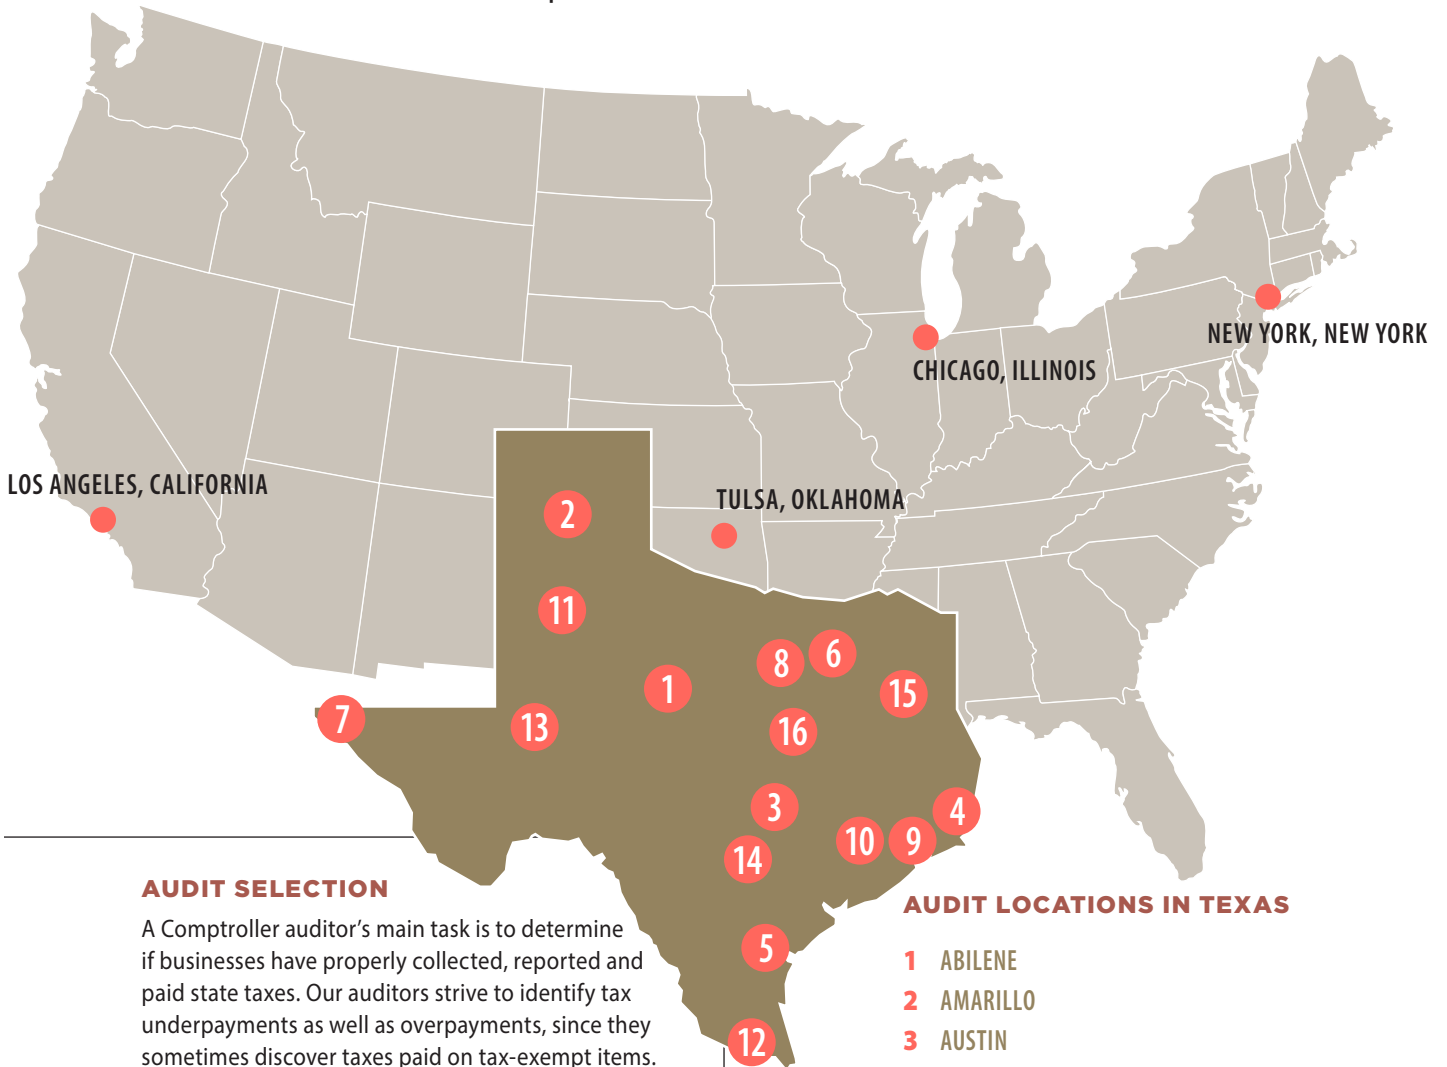 NEW YORK, NEW YORK
CHICAGO, ILLINOIS
LOS ANGELES, CALIFORNIA
TULSA, OKLAHOMA
2
11
8
6
1
15
7
13
16
3
4
10
9
14
5
12
AUDIT SELECTION
A Comptroller auditor’s main task is to determine
if businesses have properly collected, reported and
paid state taxes. Our auditors strive to identify tax
underpayments as well as overpayments, since they
sometimes discover taxes paid on tax-exempt items.
AUDIT LOCATIONS IN TEXAS
1 ABILENE
2 AMARILLO
3 AUSTIN